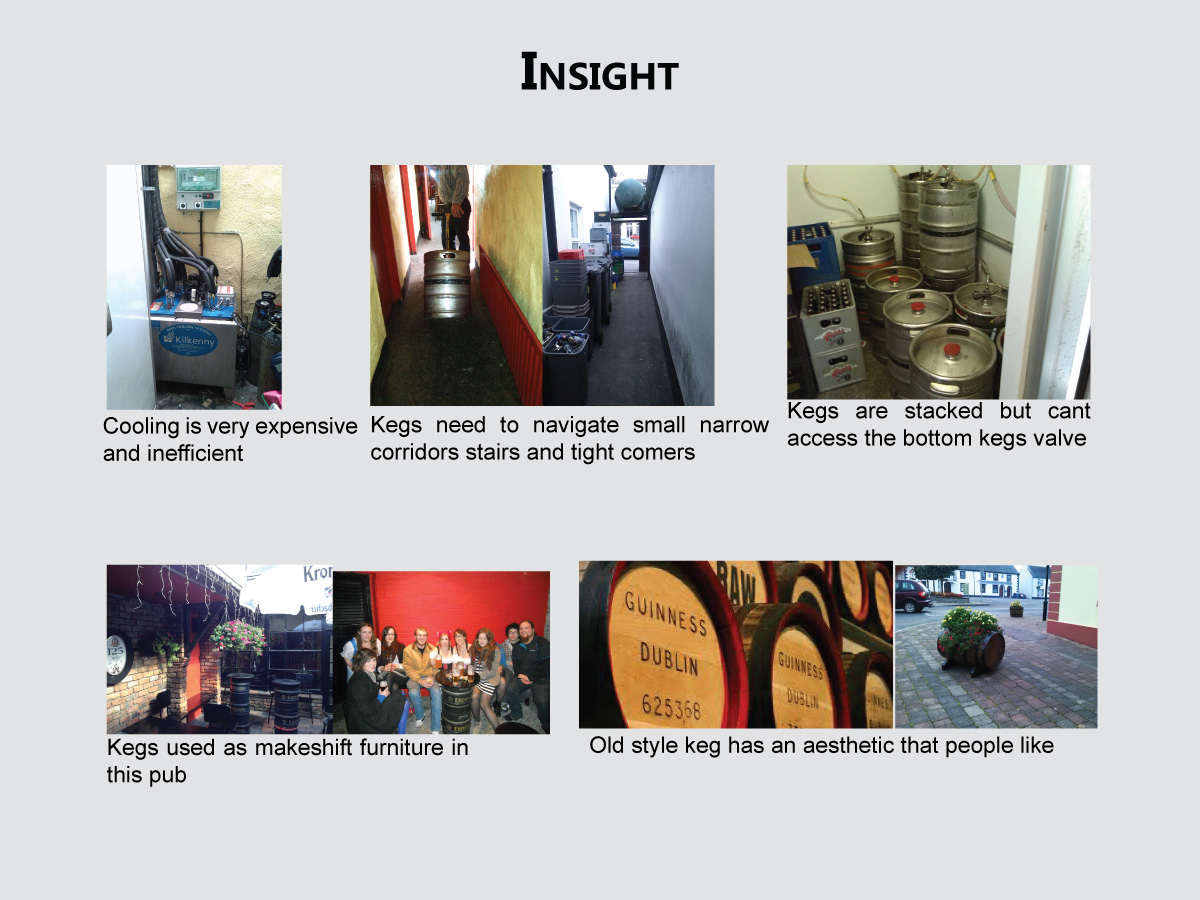 INSIGHT
Kilkenny
Cooling is very expensive
and inefficient
Kegs need to navigate small narrow
corridors stairs and tight comers
Kegs are stacked but cant
access the bottom kegs valve
125
Kron
GUINNESS
DUBLIN
625368
RAW
GUINNESS
DUBLIN
Kegs used as makeshift furniture in
this pub
Old style keg has an aesthetic that people like